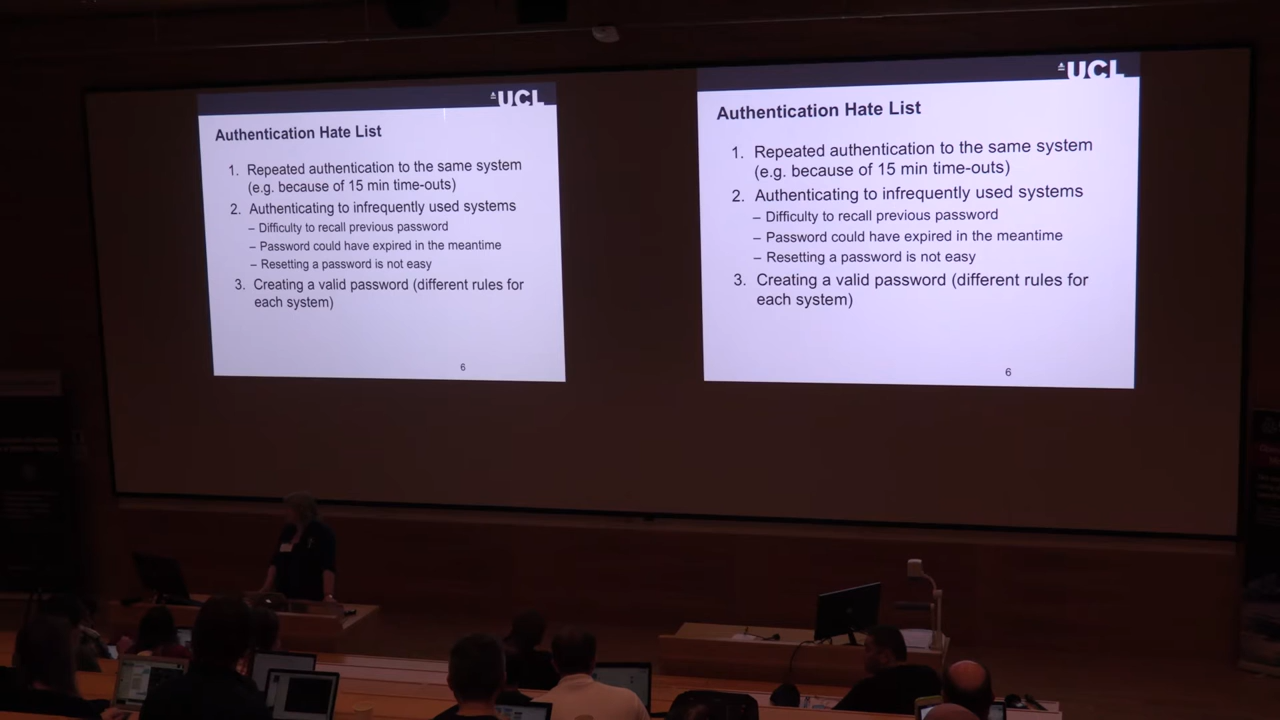 UCL
Authentication Hate List
1. Repeated authentication to the same system
(e.g. because of 15 min time-outs)
2. Authenticating to infrequently used systems
– Difficulty to recall previous password
– Password could have expired in the meantime
– Resetting a password is not easy
3. Creating a valid password (different rules for
each system)
6
UCL
Authentication Hate List
1. Repeated authentication to the same system
(e.g. because of 15 min time-outs)
2. Authenticating to infrequently used systems
– Difficulty to recall previous password
– Password could have expired in the meantime
– Resetting a password is not easy
3. Creating a valid password (different rules for
each system)
6